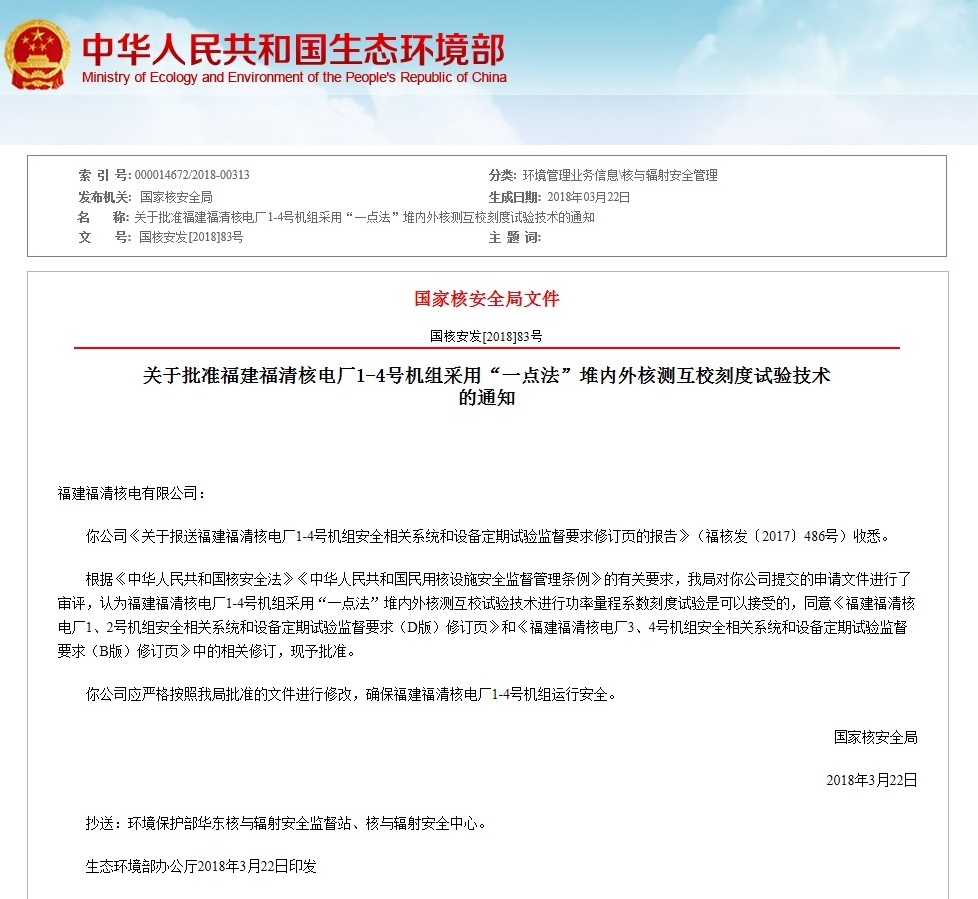 中华人民共和国生态环境部
Ministry of Ecology and Environment of the People's Republic of China
索 引 号: 000014672/2018-00313 分类: 环境管理业务信息\核与辐射安全管理
发布机关: 国家核安全局 生成日期: 2018年03月22日
名 称: 关于批准福建福清核电厂1-4号机组采用“一点法”堆内外核测互校刻度试验技术的通知
文 号: 国核安发[2018]83号 主 题 词:
国家核安全局文件
国核安发[2018]83号
关于批准福建福清核电厂1-4号机组采用“一点法”堆内外核测互校刻度试验技术
的通知
福建福清核电有限公司：
你公司《关于报送福建福清核电厂1-4号机组安全相关系统和设备定期试验监督要求修订页的报告》（福核发〔2017〕486号）收悉。
根据《中华人民共和国核安全法》《中华人民共和国民用核设施安全监督管理条例》的有关要求，我局对你公司提交的申请文件进行了
审评，认为福建福清核电厂1-4号机组采用“一点法”堆内外核测互校试验技术进行功率量程系数刻度试验是可以接受的，同意《福建福清核
电厂1、2号机组安全相关系统和设备定期试验监督要求（D版）修订页》和《福建福清核电厂3、4号机组安全相关系统和设备定期试验监督
要求（B版）修订页》中的相关修订，现予批准。
你公司应严格按照我局批准的文件进行修改，确保福建福清核电厂1-4号机组运行安全。
国家核安全局
2018年3月22日
抄送：环境保护部华东核与辐射安全监督站、核与辐射安全中心。
生态环境部办公厅2018年3月22日印发